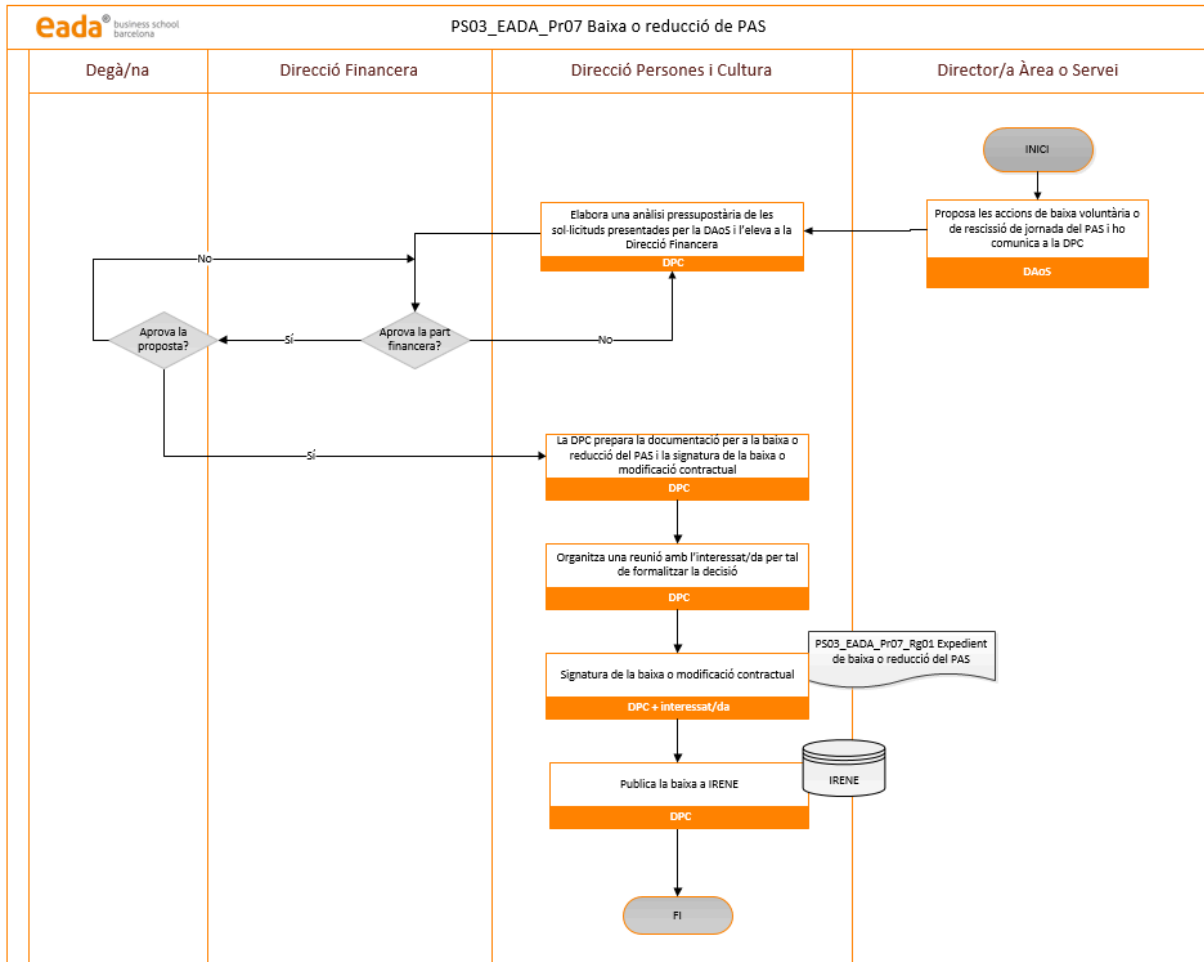 eada® business school
barcelona
PS03_EADA_Pr07 Baixa o reducció de PAS
Degà/na
Direcció Financera
Direcció Persones i Cultura
Director/a Àrea o Servei
INICI
Proposa les accions de baixa voluntària o
de rescissió de jornada del PAS i ho
comunica a la DPC
DAoS
Elabora una anàlisi pressupostària de les
sol·licituds presentades per la DAoS i l'eleva a la
Direcció Financera
DPC
No
Aprova la
proposta?
Sí
Aprova la part
financera?
No
Sí
La DPC prepara la documentació per a la baixa o
reducció del PAS i la signatura de la baixa o
modificació contractual
DPC
Organitza una reunió amb l'interessat/da per tal
de formalitzar la decisió
DPC
Signatura de la baixa o modificació contractual
DPC + interessat/da
PS03_EADA_Pr07_Rg01 Expedient
de baixa o reducció del PAS
Publica la baixa a IRENE
DPC
IRENE
FI